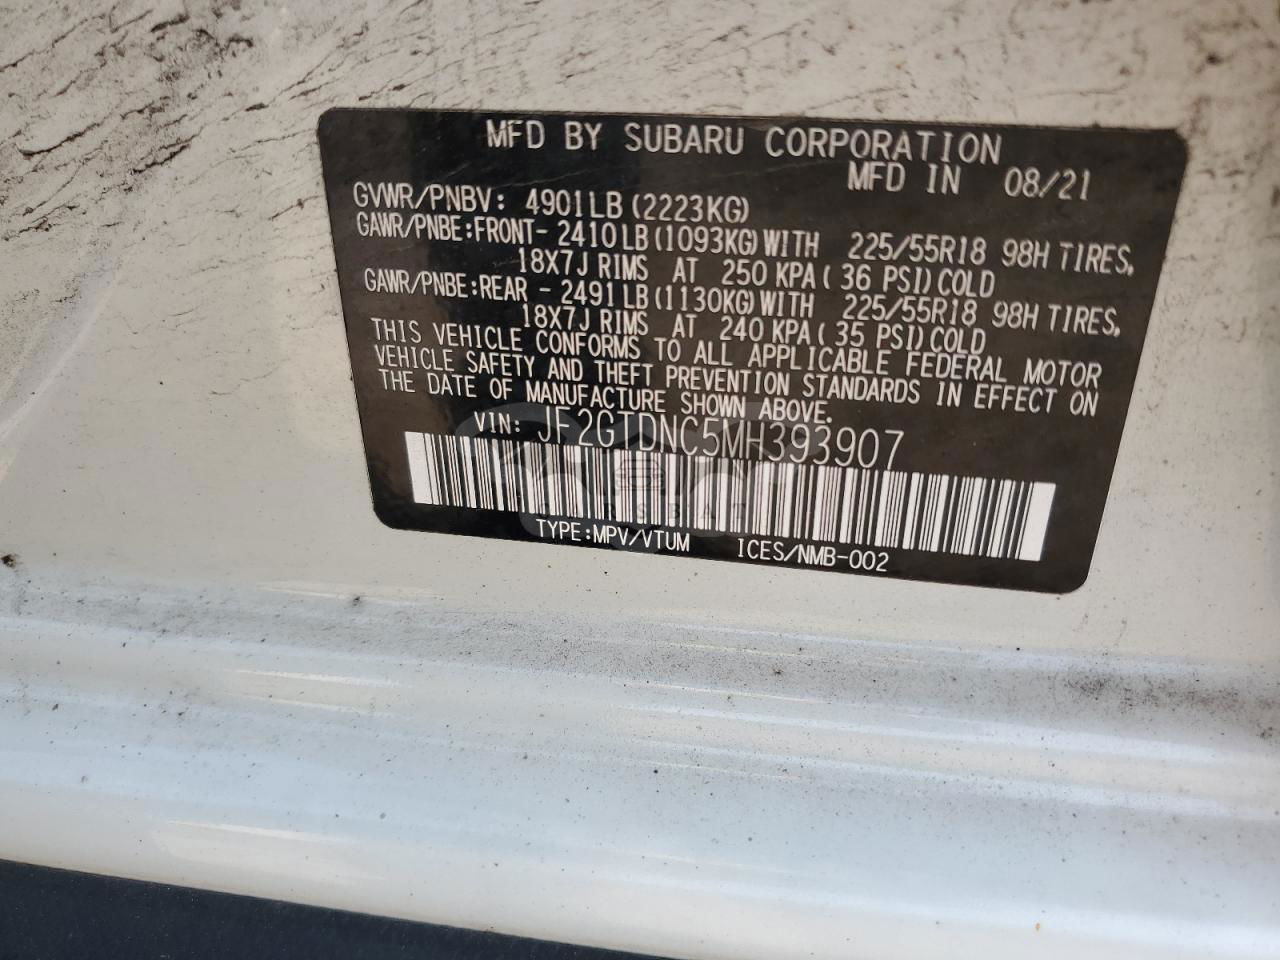 MFD BY SUBARU CORPORATION
MFD IN 08/21
GVWR/PNBV: 4901LB (2223KG)
GAWR/PNBE:FRONT- 2410LB (1093KG) WITH 225/55R18 98H TIRES,
18X7J RIMS AT 250 KPA ( 36 PSI) COLD
GAWR/PNBE:REAR - 2491LB (1130KG) WITH 225/55R18 98H TIRES,
18X7J RIMS AT 240 KPA ( 35 PSI) COLD
THIS VEHICLE CONFORMS TO ALL APPLICABLE FEDERAL MOTOR
VEHICLE SAFETY AND THEFT PREVENTION STANDARDS IN EFFECT ON
THE DATE OF MANUFACTURE SHOWN ABOVE.
VIN: JF2GTDNC5MH393907
TYPE:MPV/VTUM ICES/NMB-002